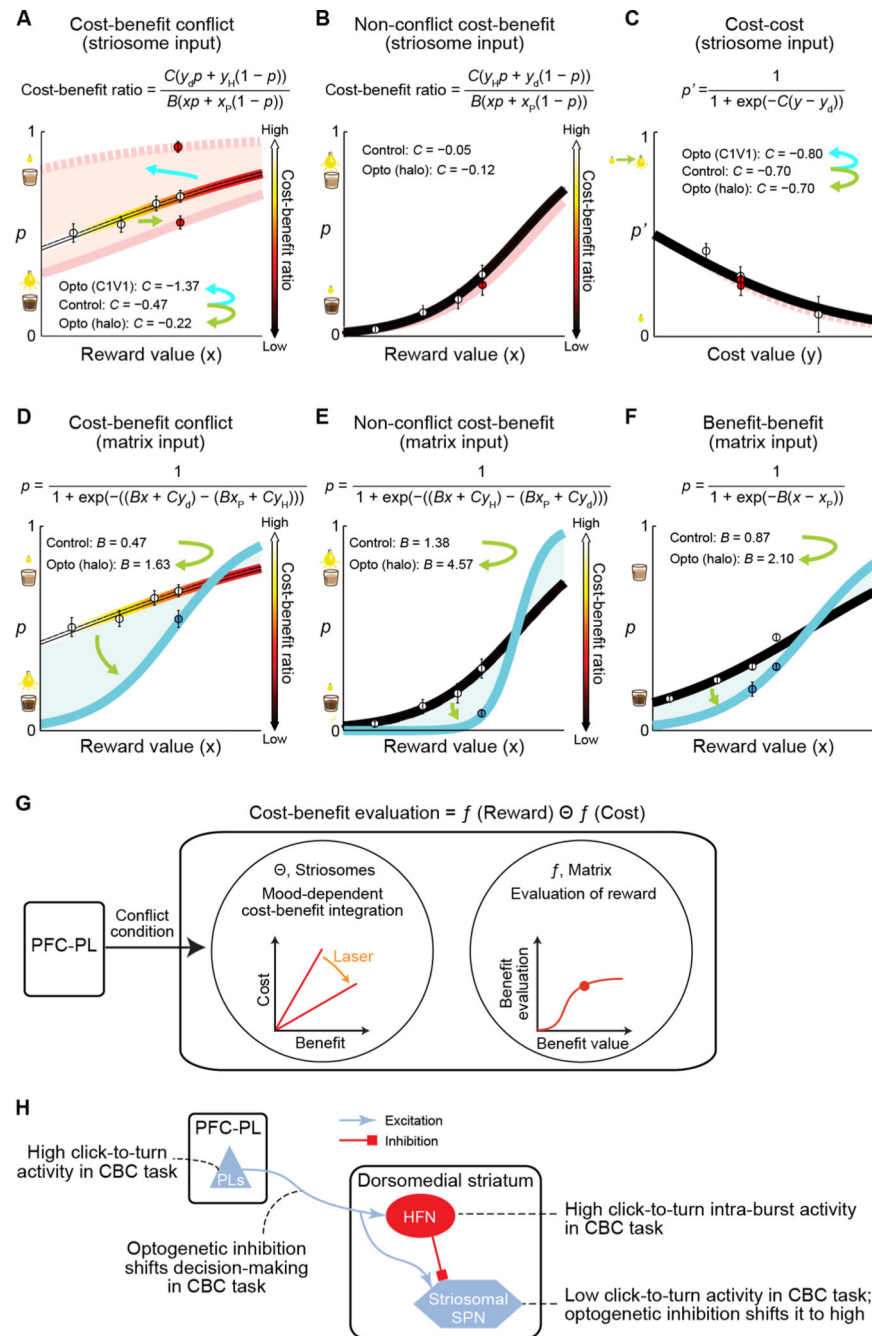 A
Cost-benefit conflict
(striosome input)
Cost-benefit ratio = C(y_d p + y_H(1 − p)) / B(xp + x_P(1 − p))
1
p
0
Opto (C1V1): C = −1.37
Control: C = −0.47
Opto (halo): C = −0.22
Reward value (x)
High
Cost-benefit ratio
Low
B
Non-conflict cost-benefit
(striosome input)
Cost-benefit ratio = C(y_H p + y_d(1 − p)) / B(xp + x_P(1 − p))
1
p
0
Control: C = −0.05
Opto (halo): C = −0.12
Reward value (x)
High
Cost-benefit ratio
Low
C
Cost-cost
(striosome input)
p' = 1 / 1 + exp(−C(y − y_d))
1
p'
0
Opto (C1V1): C = −0.80
Control: C = −0.70
Opto (halo): C = −0.70
Cost value (y)
D
Cost-benefit conflict
(matrix input)
p = 1 / 1 + exp(−((Bx + Cy_d) − (Bx_P + Cy_H)))
1
p
0
Control: B = 0.47
Opto (halo): B = 1.63
Reward value (x)
High
Cost-benefit ratio
Low
E
Non-conflict cost-benefit
(matrix input)
p = 1 / 1 + exp(−((Bx + Cy_H) − (Bx_P + Cy_d)))
1
p
0
Control: B = 1.38
Opto (halo): B = 4.57
Reward value (x)
High
Cost-benefit ratio
Low
F
Benefit-benefit
(matrix input)
p = 1 / 1 + exp(−B(x − x_P))
1
p
0
Control: B = 0.87
Opto (halo): B = 2.10
Reward value (x)
G
Cost-benefit evaluation = f (Reward) Θ f (Cost)
PFC-PL
Conflict
condition
Θ, Striosomes
Mood-dependent
cost-benefit integration
Laser
Cost
Benefit
f, Matrix
Evaluation of reward
Benefit
evaluation
Benefit value
H
PFC-PL
PLs
High click-to-turn
activity in CBC task
Excitation
Inhibition
Optogenetic inhibition
shifts decision-making
in CBC task
Dorsomedial striatum
HFN
High click-to-turn intra-burst activity
in CBC task
Striosomal
SPN
Low click-to-turn activity in CBC task;
optogenetic inhibition shifts it to high